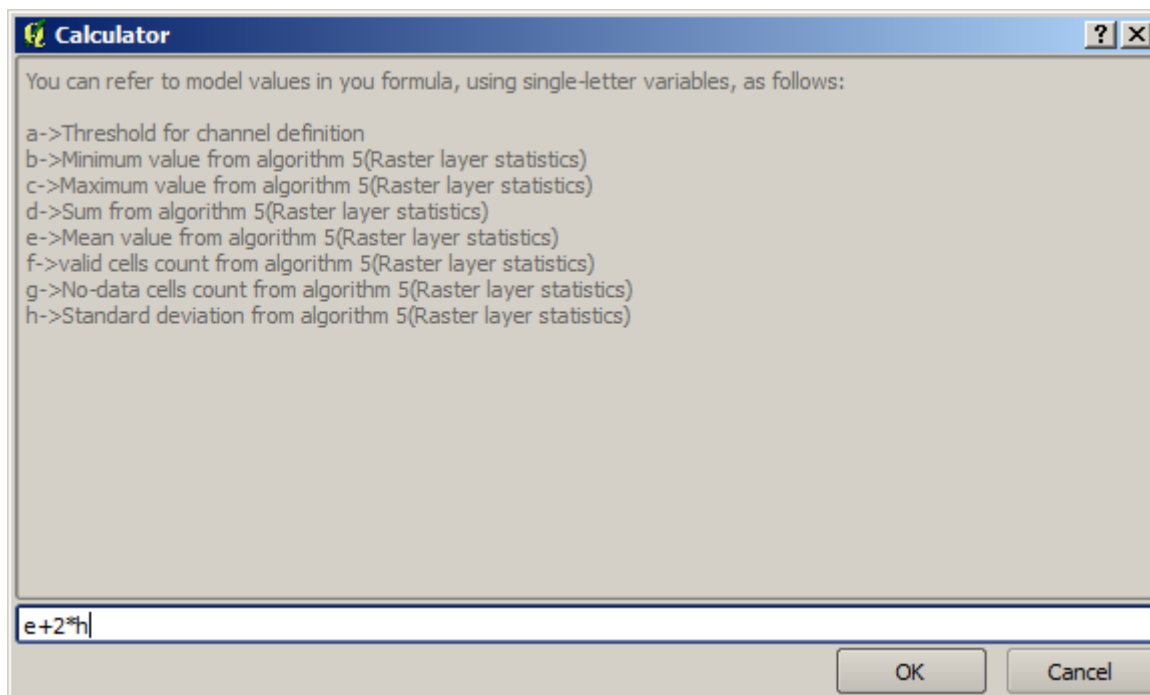 Calculator
You can refer to model values in you formula, using single-letter variables, as follows:
a->Threshold for channel definition
b->Minimum value from algorithm 5(Raster layer statistics)
c->Maximum value from algorithm 5(Raster layer statistics)
d->Sum from algorithm 5(Raster layer statistics)
e->Mean value from algorithm 5(Raster layer statistics)
f->valid cells count from algorithm 5(Raster layer statistics)
g->No-data cells count from algorithm 5(Raster layer statistics)
h->Standard deviation from algorithm 5(Raster layer statistics)
e+2*h
OK Cancel